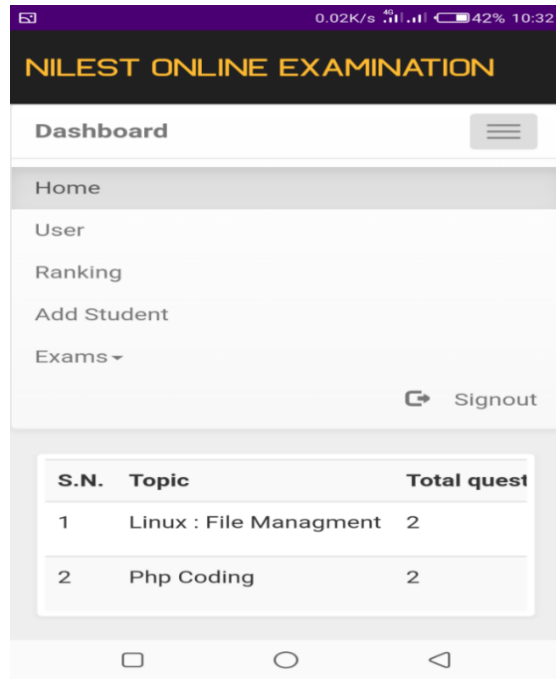 0.02K/s 4G 42% 10:32
NILEST ONLINE EXAMINATION
Dashboard
Home
User
Ranking
Add Student
Exams
Signout
S.N. Topic Total quest
1 Linux : File Managment 2
2 Php Coding 2